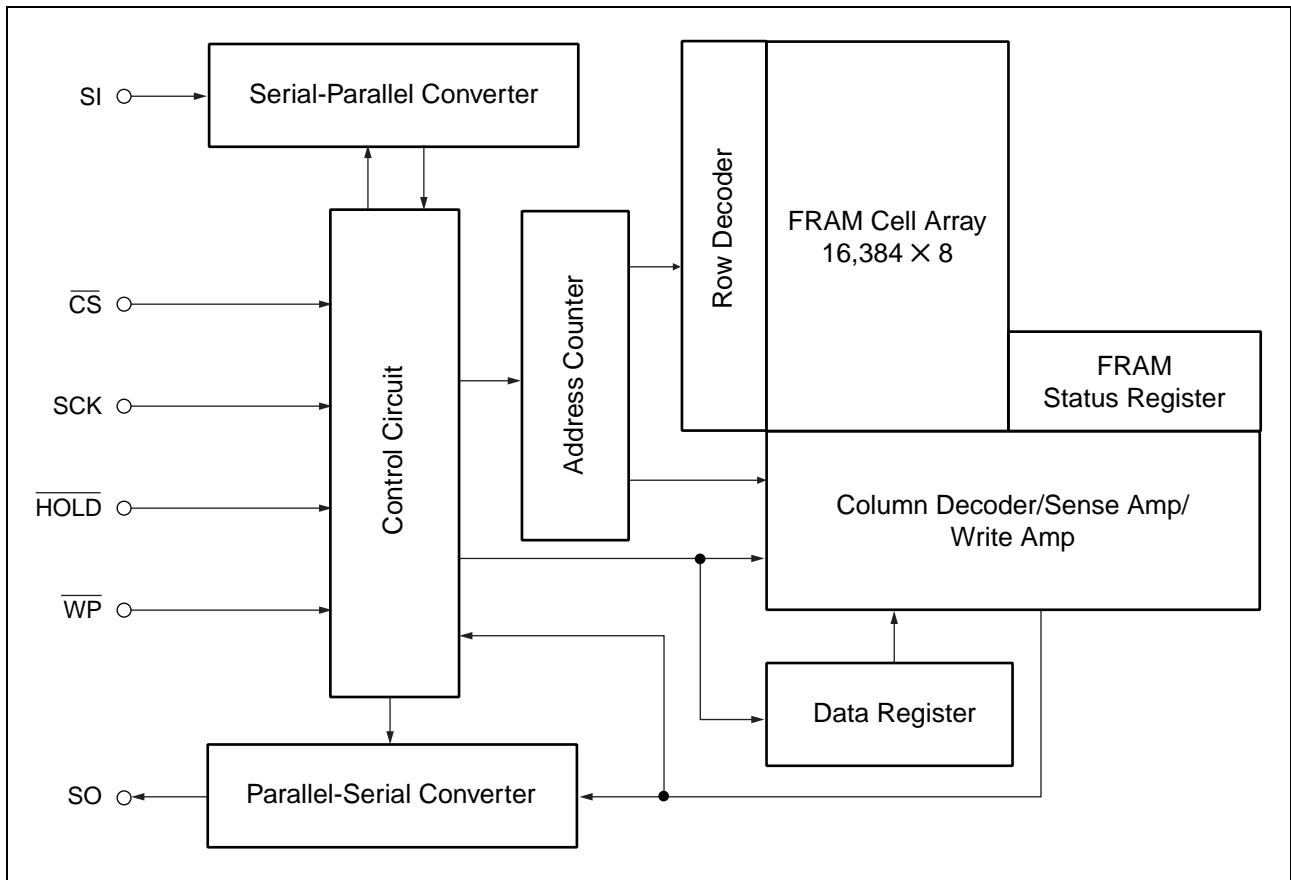 SI
Serial-Parallel Converter
CS
SCK
HOLD
WP
Control Circuit
Address Counter
Row Decoder
FRAM Cell Array
16,384 × 8
FRAM
Status Register
Column Decoder/Sense Amp/
Write Amp
Data Register
SO
Parallel-Serial Converter